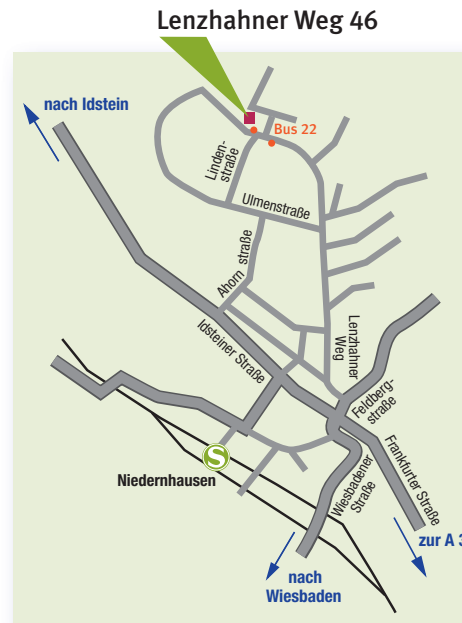 Lenzhahner Weg 46
nach Idstein
Bus 22
Linden-
straße
Ulmenstraße
Ahorn
straße
Idsteiner Straße
Lenzhahner
Weg
Feldberg-
straße
S
Niedernhausen
Wiesbadener
Straße
Frankfurter Straße
zur A 3
nach
Wiesbaden